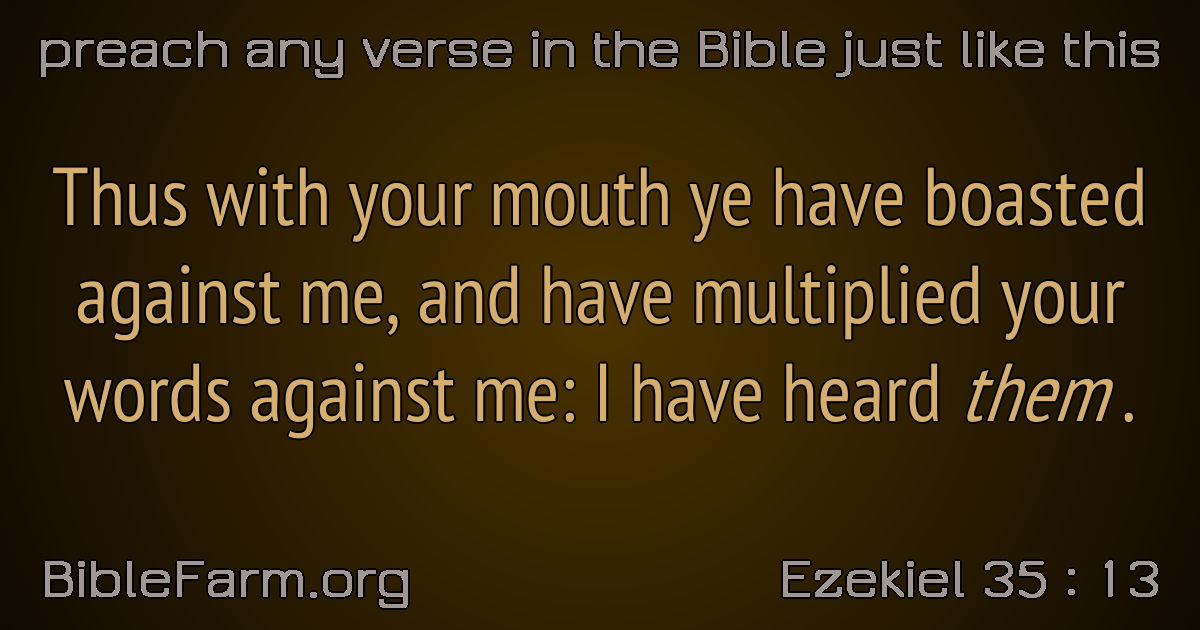 preach any verse in the Bible just like this
Thus with your mouth ye have boasted
against me, and have multiplied your
words against me: I have heard them .
BibleFarm.org
Ezekiel 35 : 13